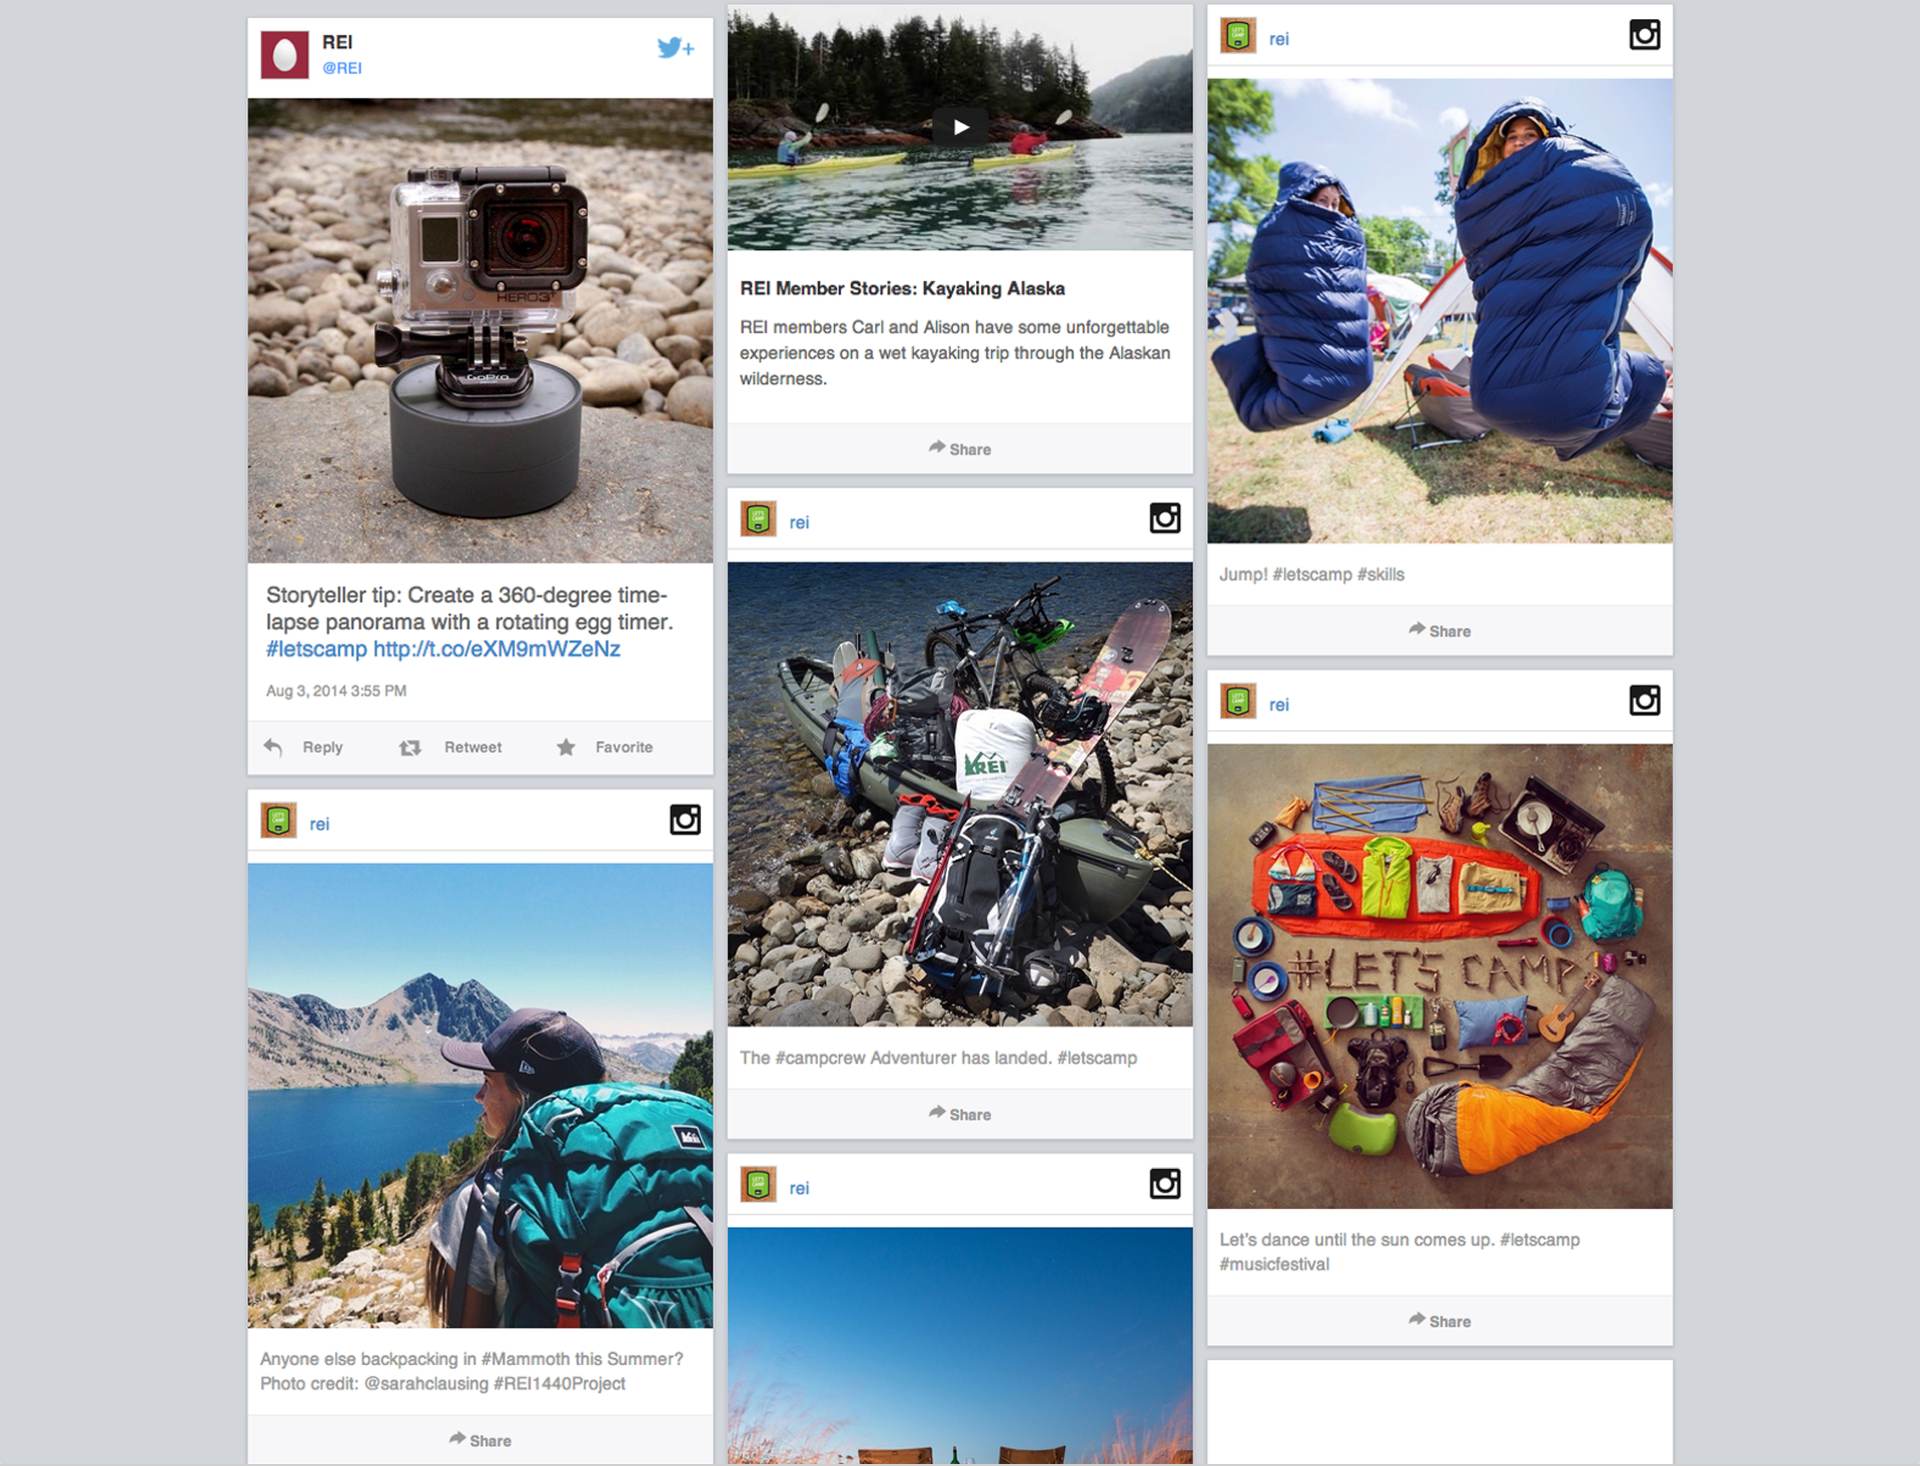 REI
@REI
HERO3+
GoPro
Storyteller tip: Create a 360-degree time-
lapse panorama with a rotating egg timer.
#letscamp http://t.co/eXM9mWZeNz
Aug 3, 2014 3:55 PM
Reply Retweet Favorite
rei
REI
Anyone else backpacking in #Mammoth this Summer?
Photo credit: @sarahclausing #REI1440Project
Share
REI Member Stories: Kayaking Alaska
REI members Carl and Alison have some unforgettable
experiences on a wet kayaking trip through the Alaskan
wilderness.
Share
rei
REI
The #campcrew Adventurer has landed. #letscamp
Share
rei
rei
Jump! #letscamp #skills
Share
rei
#LET'S CAMP
Let's dance until the sun comes up. #letscamp
#musicfestival
Share